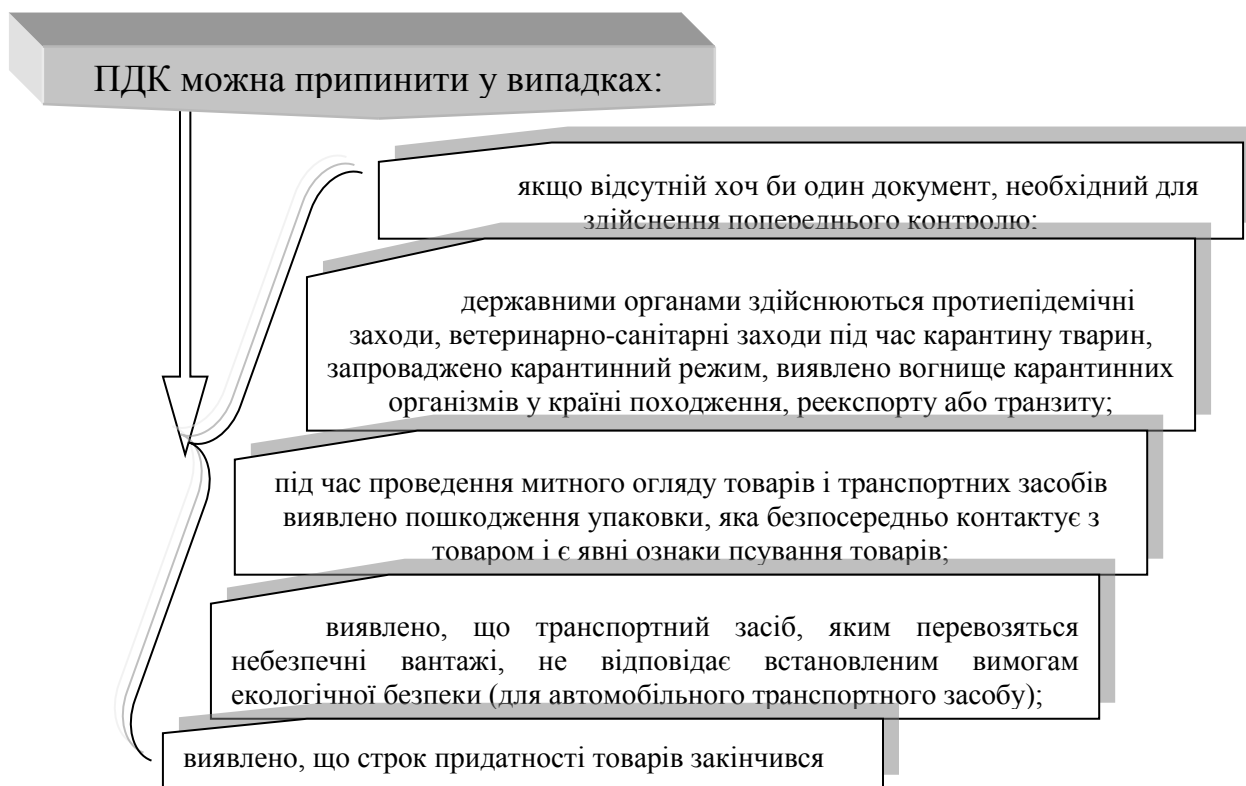 ПДК можна припинити у випадках:
якщо відсутній хоч би один документ, необхідний для
здійснення попереднього контролю;
державними органами здійснюються протиепідемічні
заходи, ветеринарно-санітарні заходи під час карантину тварин,
запроваджено карантинний режим, виявлено вогнище карантинних
організмів у країні походження, реекспорту або транзиту;
під час проведення митного огляду товарів і транспортних засобів
виявлено пошкодження упаковки, яка безпосередньо контактує з
товаром і є явні ознаки псування товарів;
виявлено, що транспортний засіб, яким перевозяться
небезпечні вантажі, не відповідає встановленим вимогам
екологічної безпеки (для автомобільного транспортного засобу);
виявлено, що строк придатності товарів закінчився